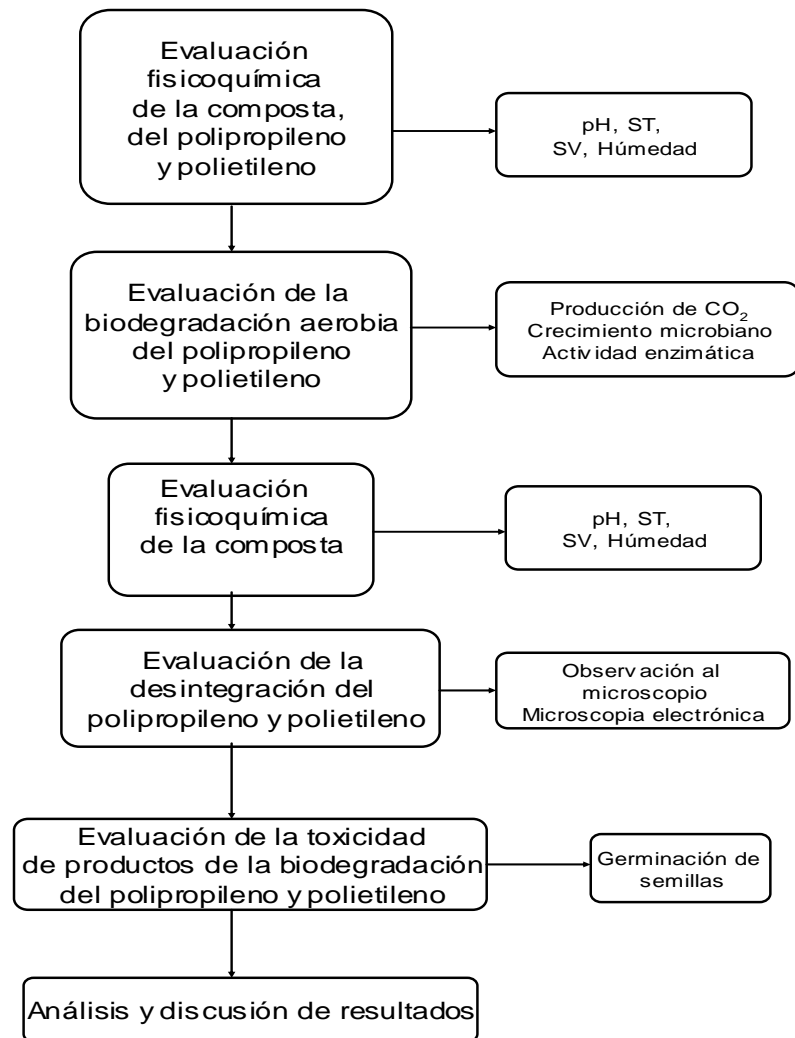 Evaluación
fisicoquímica
de la composta,
del polipropileno
y polietileno
pH, ST,
SV, Húmedad
Evaluación de la
biodegradación aerobia
del polipropileno
y polietileno
Producción de CO₂
Crecimiento microbiano
Actividad enzimática
Evaluación
fisicoquímica
de la composta
pH, ST,
SV, Húmedad
Evaluación de la
desintegración del
polipropileno y polietileno
Observación al
microscopio
Microscopia electrónica
Evaluación de la toxicidad
de productos de la biodegradación
del polipropileno y polietileno
Germinación de
semillas
Análisis y discusión de resultados